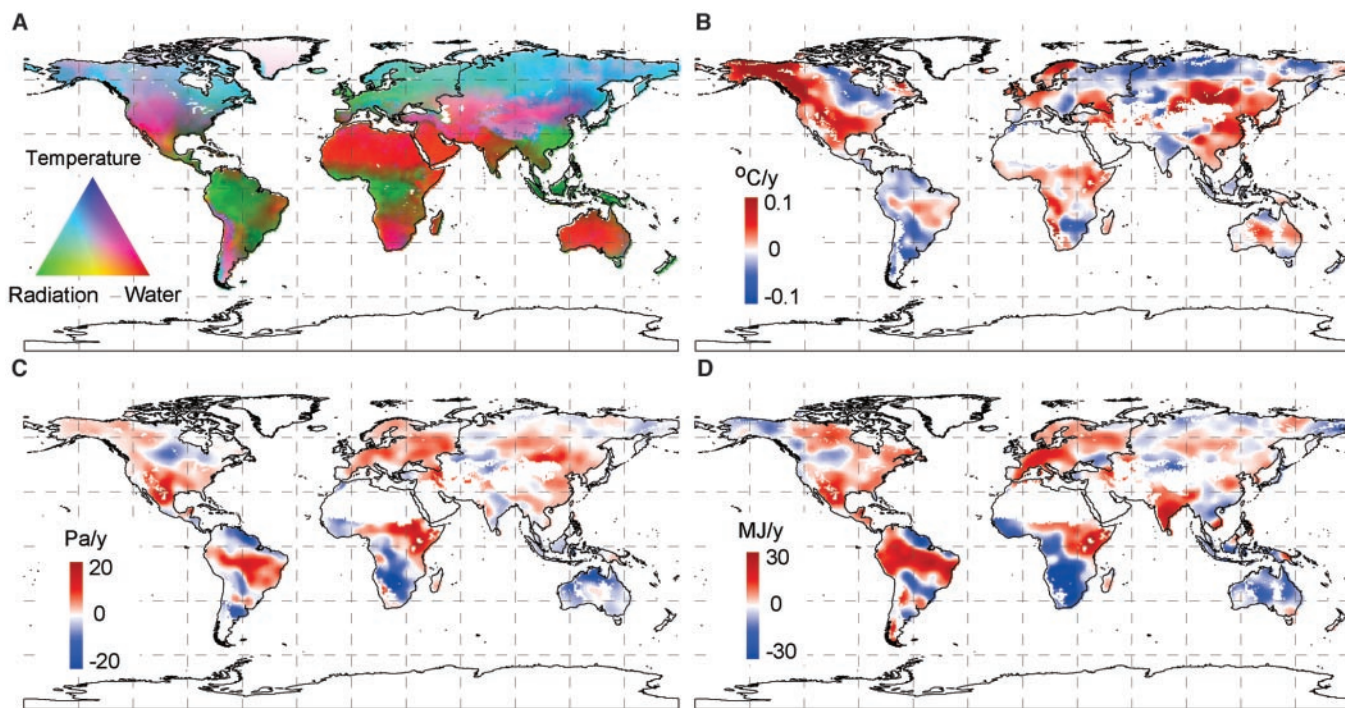 A
Temperature
Radiation Water
B
°C/y
0.1
0
-0.1
C
Pa/y
20
0
-20
D
MJ/y
30
0
-30